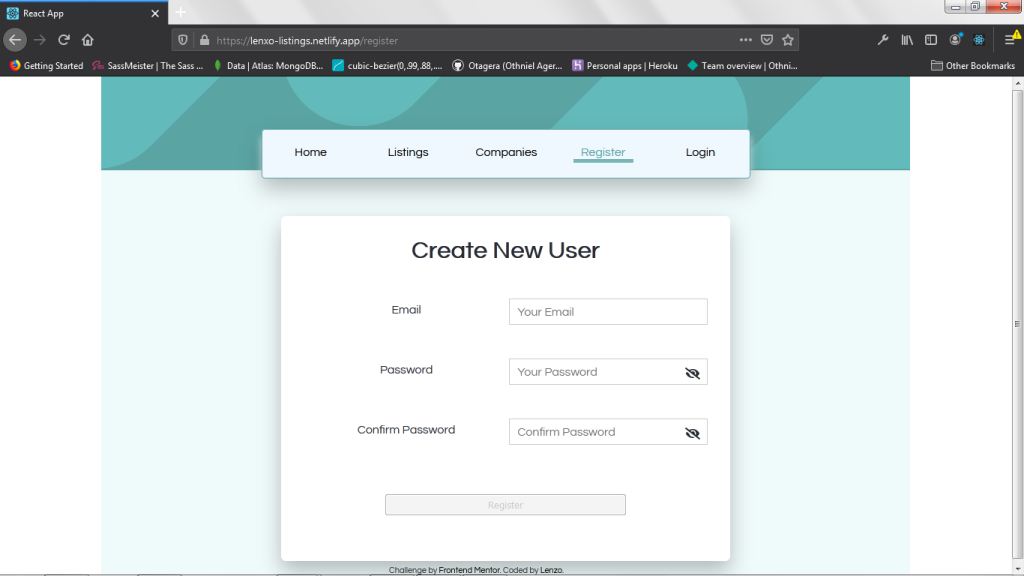 React App
https://lenxo-listings.netlify.app/register
Getting Started SassMeister | The Sass ... Data | Atlas: MongoDB... cubic-bezier(0,.99,.88,.... Otagera (Othniel Ager... Personal apps | Heroku Team overview | Othni... Other Bookmarks
Home Listings Companies Register Login
Create New User
Email Your Email
Password Your Password
Confirm Password Confirm Password
Register
Challenge by Frontend Mentor. Coded by Lenzo.